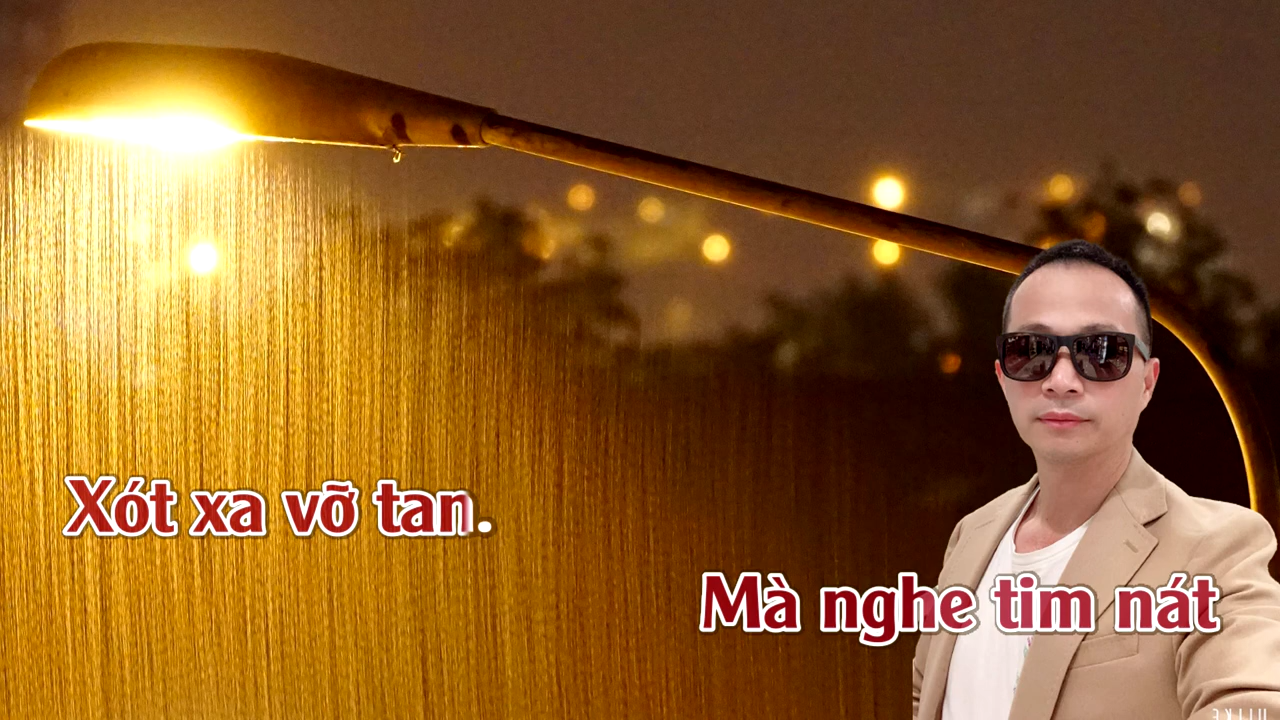 Xót xa vỡ tan.
Mà nghe tim nát